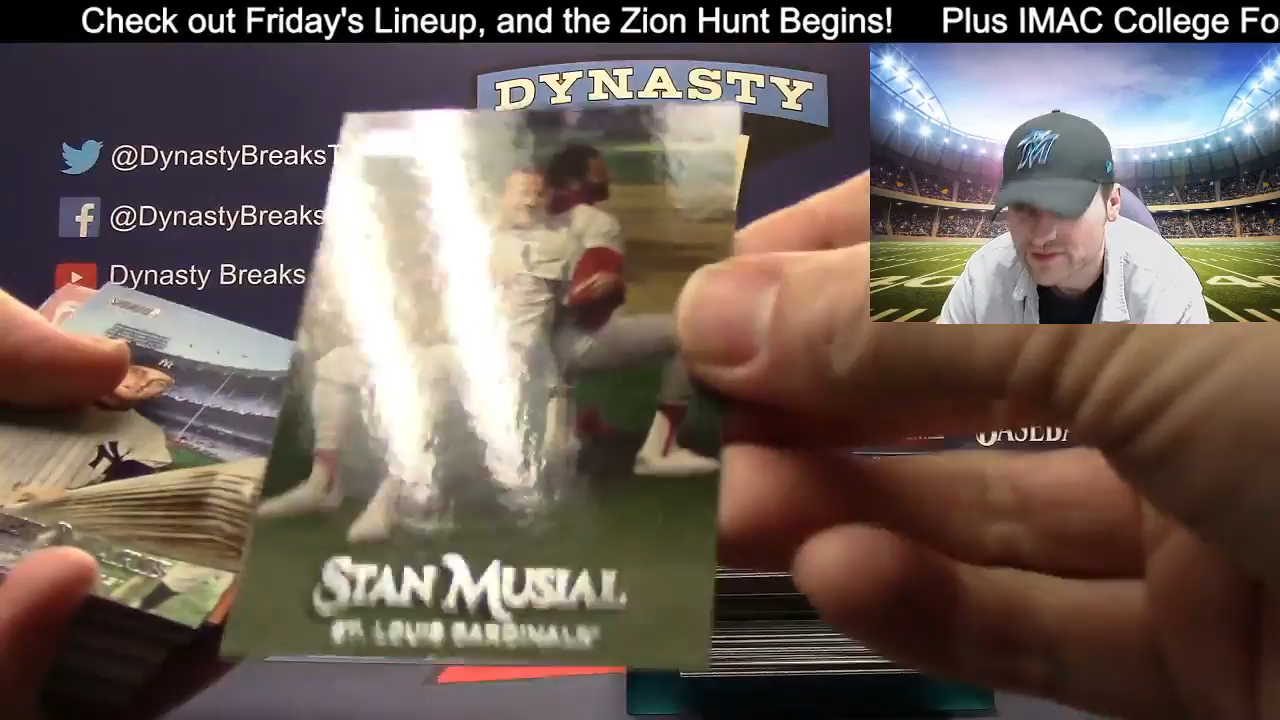 Check out Friday's Lineup, and the Zion Hunt Begins! Plus IMAC College Fo
DYNASTY
@DynastyBreaksT
@DynastyBreaks
Dynasty Breaks
BASEBA
STAN MUSIAL
ST. LOUIS CARDINALS